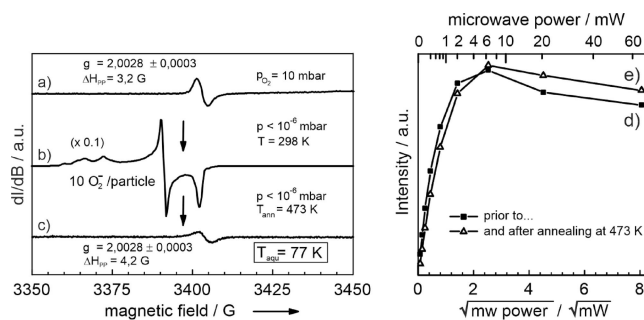 g = 2,0028 ± 0,0003
ΔH_PP = 3,2 G
p_O₂ = 10 mbar
a)
(x 0.1)
p < 10⁻⁶ mbar
T = 298 K
b)
10 O₂⁻ /particle
p < 10⁻⁶ mbar
T_ann = 473 K
c)
g = 2,0028 ± 0,0003
ΔH_PP = 4,2 G
T_aqu = 77 K
dI/dB / a.u.
3350 3400 3450
magnetic field / G
microwave power / mW
0 1 2 6 10 20 40 60
e)
d)
Intensity / a.u.
prior to...
and after annealing at 473 K
0 2 4 6 8
√mw power / √mW